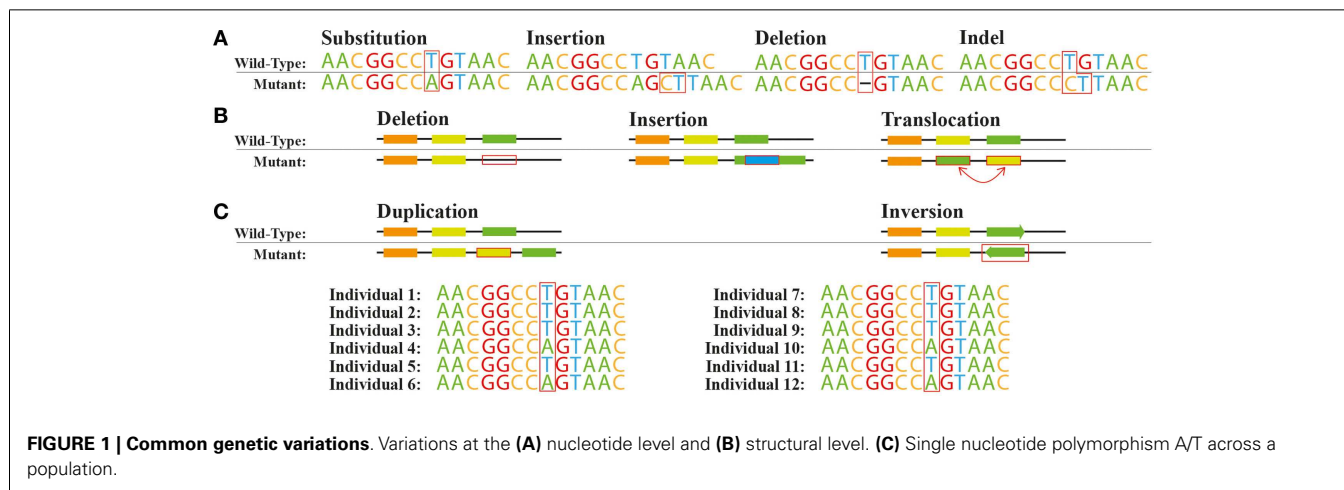 A Substitution Insertion Deletion Indel
Wild-Type: AACGGCCTGTAAC AACGGCCTGTAAC AACGGCCTGTAAC AACGGCCTGTAAC
Mutant: AACGGCCAGTAAC AACGGCCAGCTTAAC AACGGCC–GTAAC AACGGCCCTTAAC
B Deletion Insertion Translocation
Wild-Type:
Mutant:
C Duplication Inversion
Wild-Type:
Mutant:
Individual 1: AACGGCCTGTAAC Individual 7: AACGGCCTGTAAC
Individual 2: AACGGCCTGTAAC Individual 8: AACGGCCTGTAAC
Individual 3: AACGGCCTGTAAC Individual 9: AACGGCCTGTAAC
Individual 4: AACGGCCAGTAAC Individual 10: AACGGCCAGTAAC
Individual 5: AACGGCCTGTAAC Individual 11: AACGGCCTGTAAC
Individual 6: AACGGCCAGTAAC Individual 12: AACGGCCAGTAAC
FIGURE 1 | Common genetic variations. Variations at the (A) nucleotide level and (B) structural level. (C) Single nucleotide polymorphism A/T across a
population.